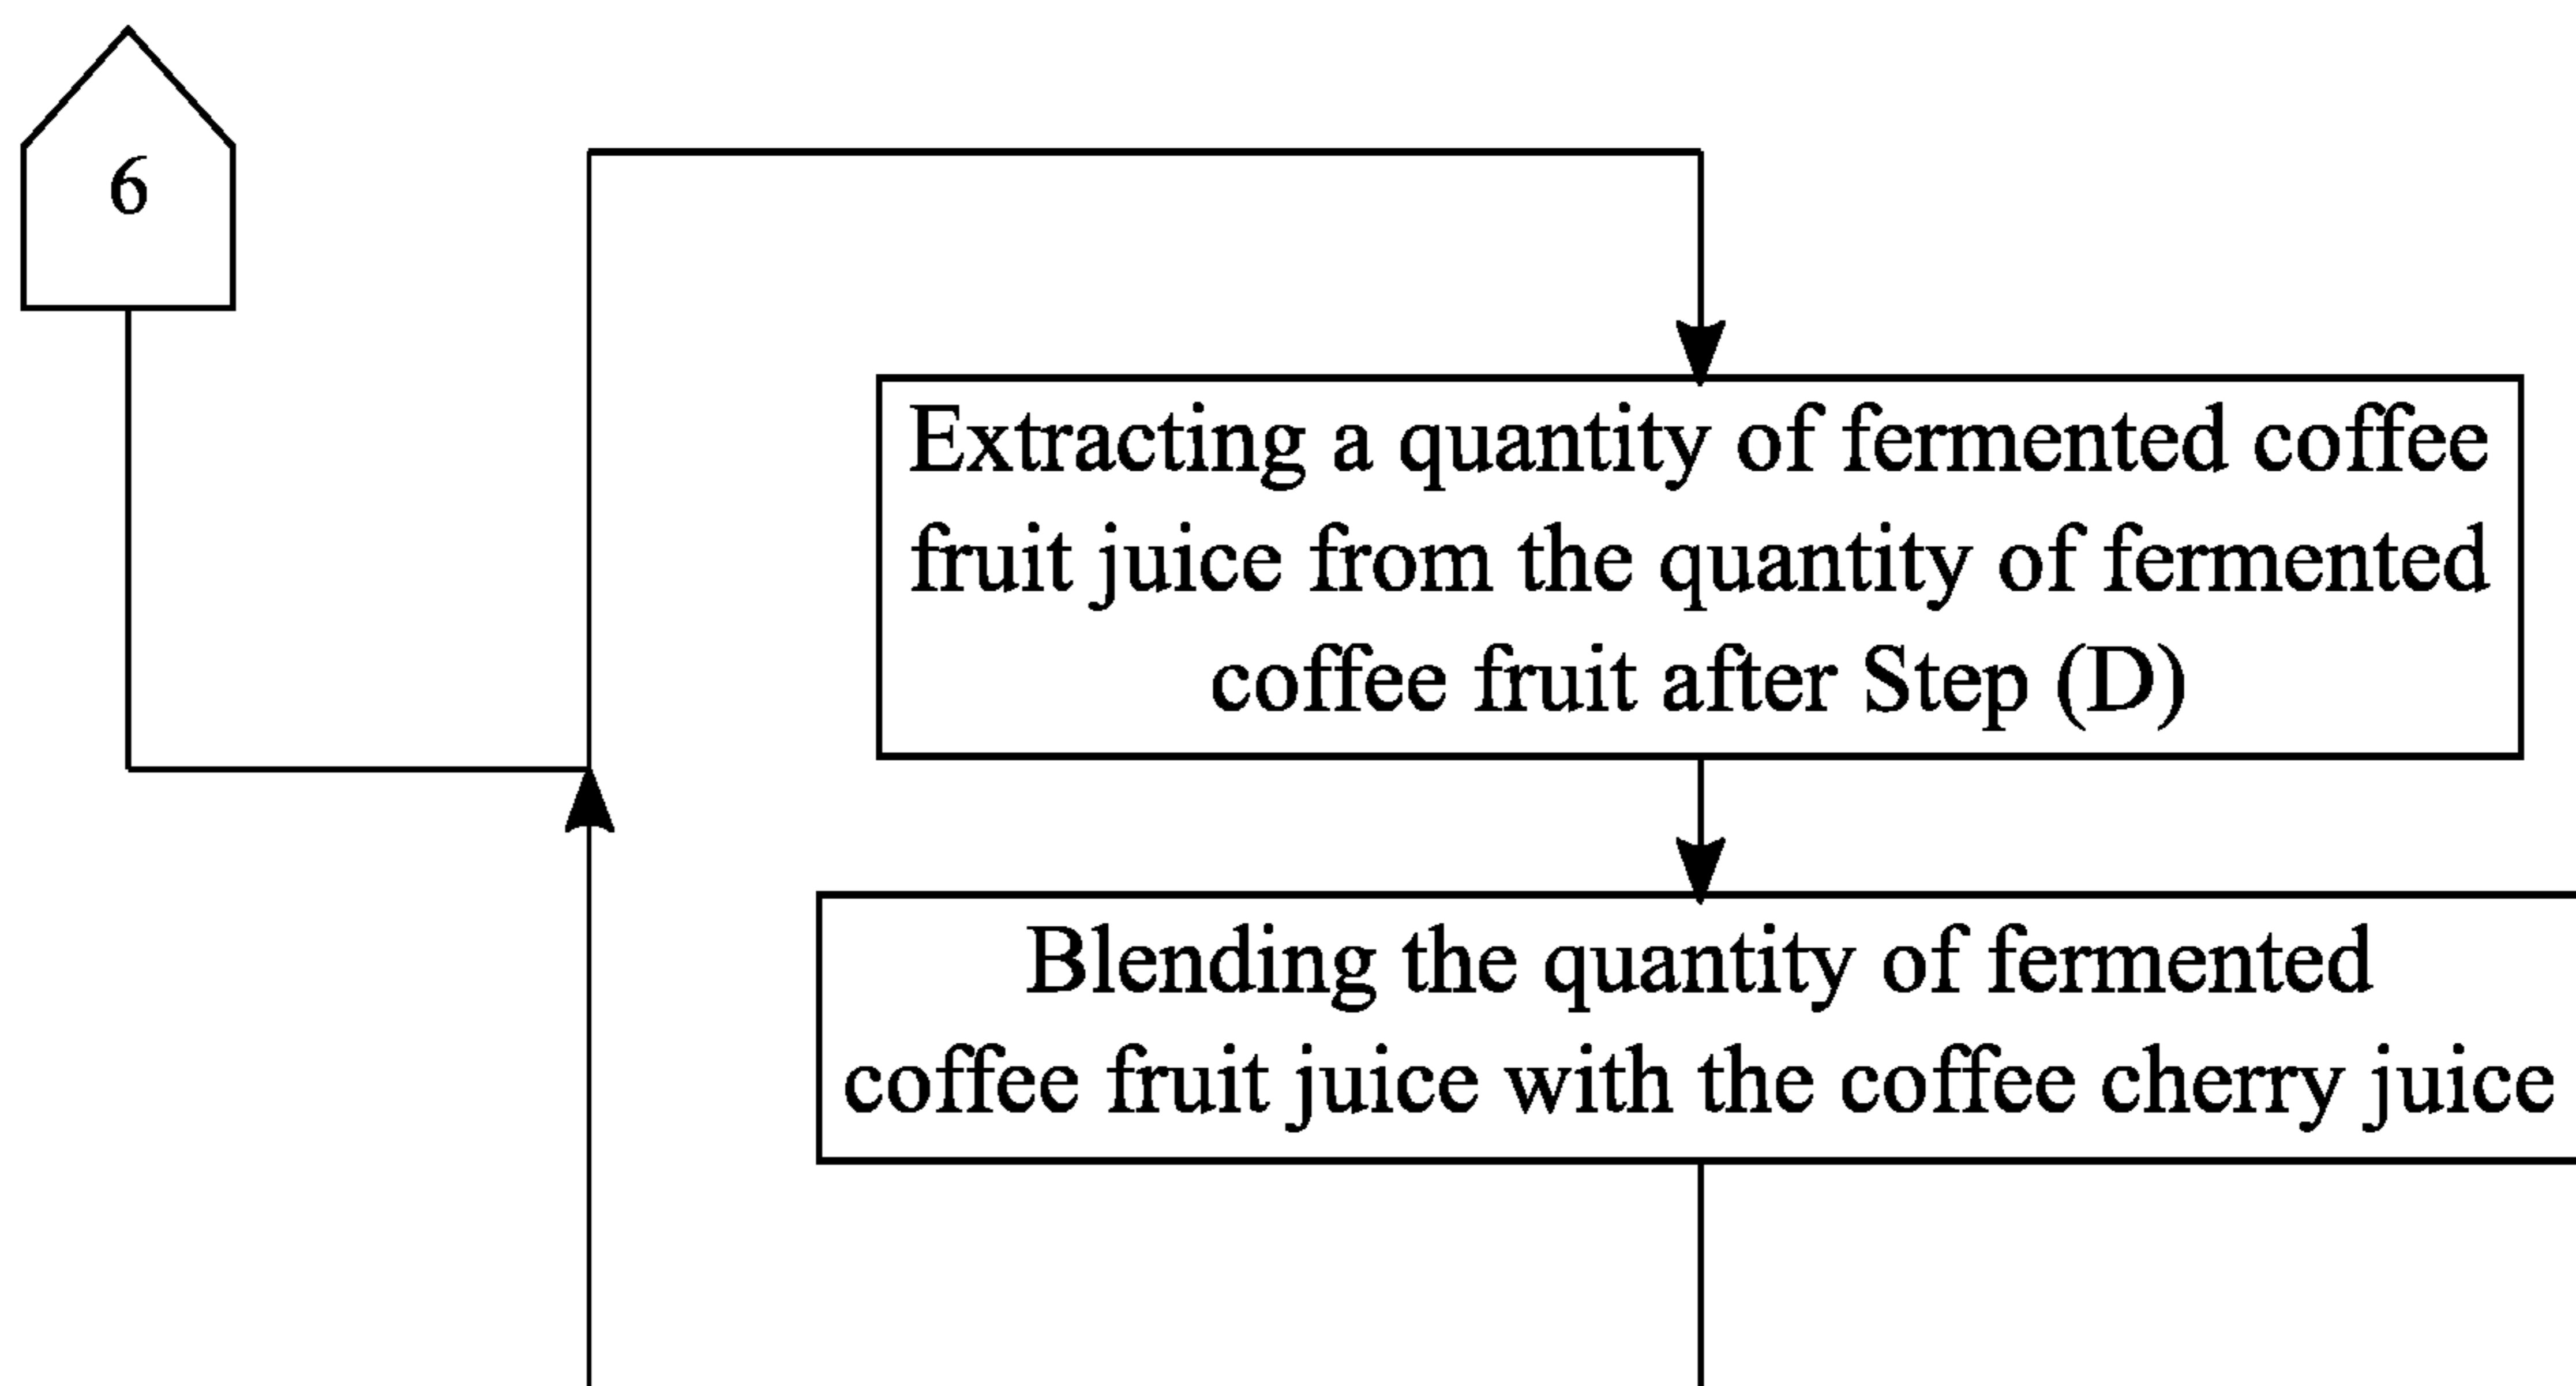 6
Extracting a quantity of fermented coffee
fruit juice from the quantity of fermented
coffee fruit after Step (D)
Blending the quantity of fermented
coffee fruit juice with the coffee cherry juice